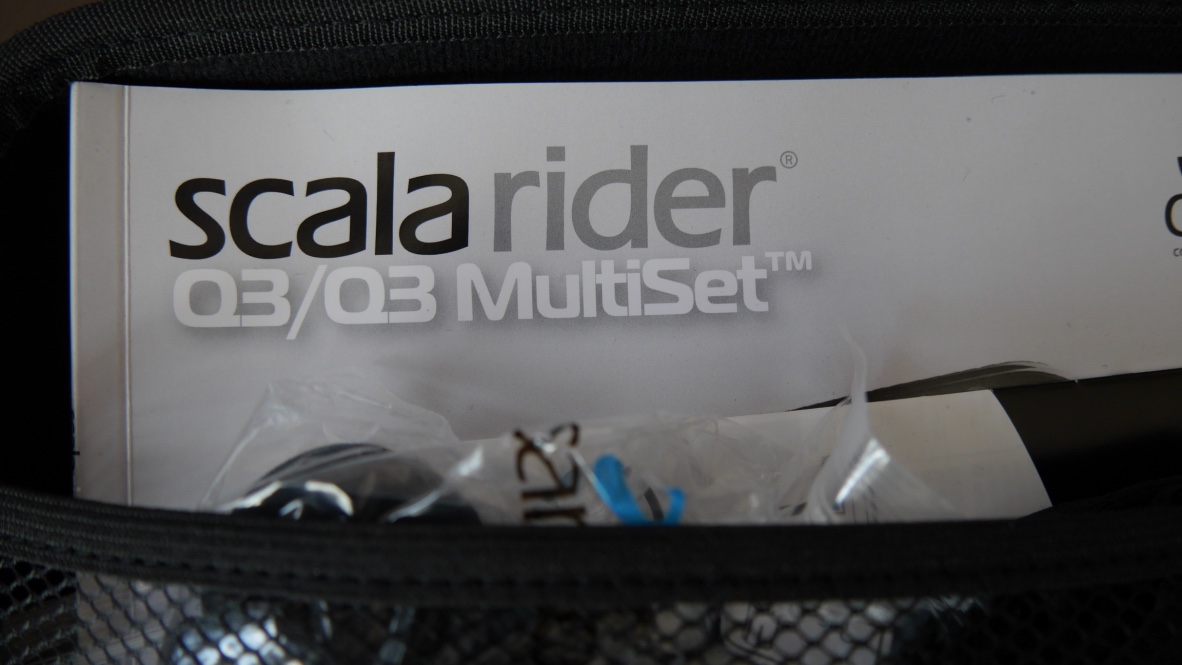 scala rider®
Q3/Q3 MultiSet™